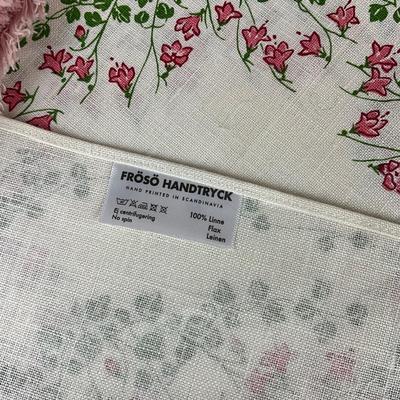 FRÖSÖ HANDTRYCK
HAND PRINTED IN SCANDINAVIA
Ej centrifugering
No spin
100% Linne
Flax
Leinen